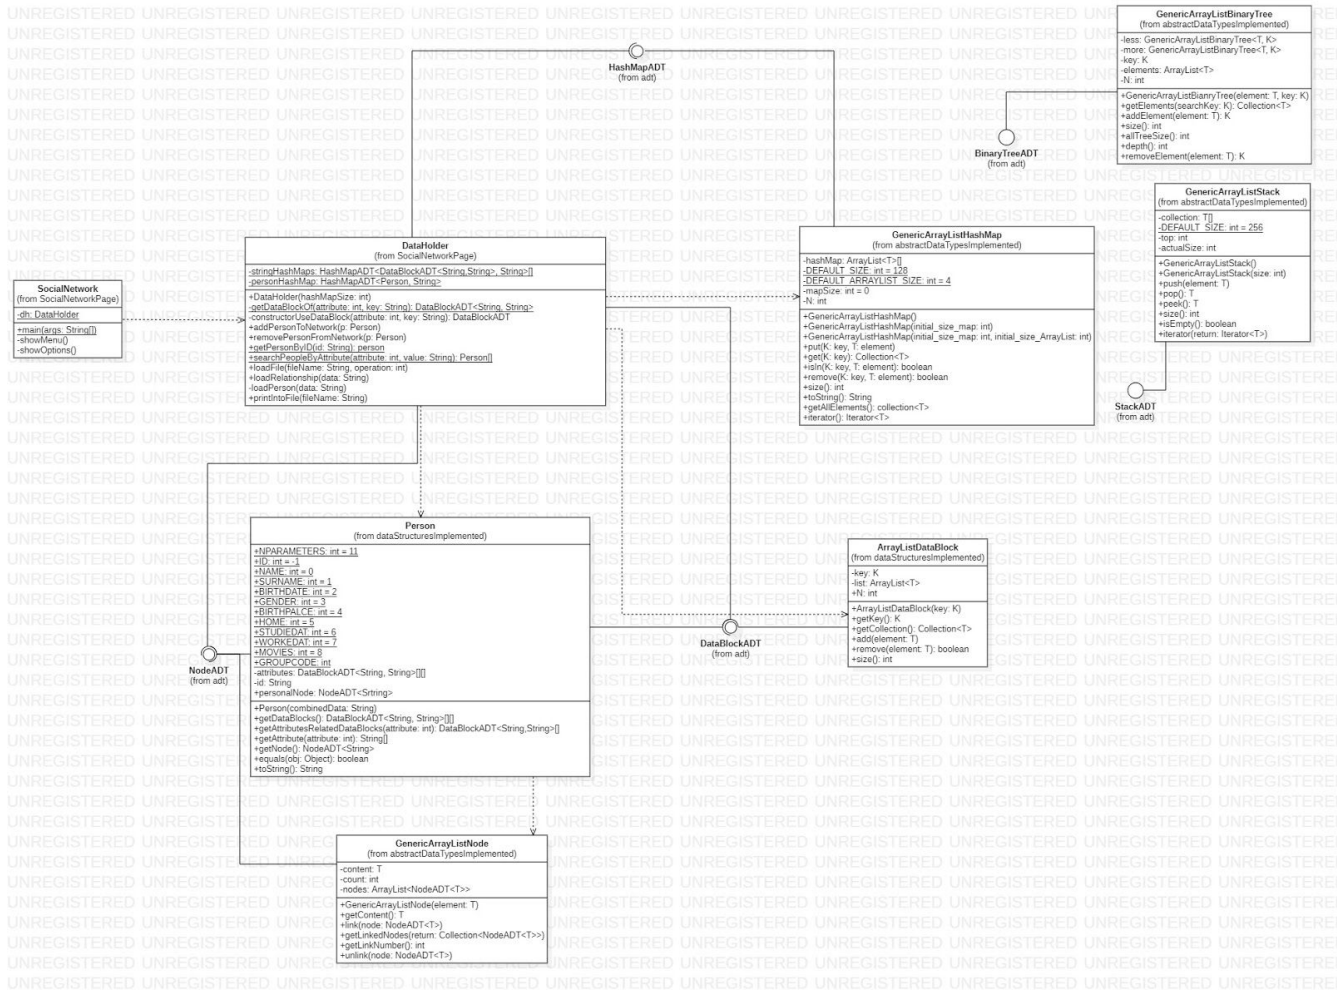 UNREGISTERED UNREGISTERED UNREGISTERED UNREGISTERED UNREGISTERED UNREGISTERED UNREGISTERED UNREGISTERED UNREGISTERED UNREGISTERED
HashMapADT
(from adt)
GenericArrayListBinaryTree
(from abstractDataTypesImplemented)
-less: GenericArrayListBinaryTree<T, K>
-more: GenericArrayListBinaryTree<T, K>
-key: K
-elements: ArrayList<T>
-N: int
+GenericArrayListBianryTree(element: T, key: K)
+getElements(searchKey: K): Collection<T>
+addElement(element: T): K
+size(): int
+allTreeSize(): int
+depth(): int
+removeElement(element: T): K
BinaryTreeADT
(from adt)
GenericArrayListStack
(from abstractDataTypesImplemented)
-collection: T[]
-DEFAULT_SIZE: int = 256
-top: int
-actualSize: int
+GenericArrayListStack()
+GenericArrayListStack(size: int)
+push(element: T)
+pop(): T
+peek(): T
+size(): int
+isEmpty(): boolean
+iterator(return: Iterator<T>)
StackADT
(from adt)
SocialNetwork
(from SocialNetworkPage)
-dh: DataHolder
+main(args: String[])
-showMenu()
-showOptions()
DataHolder
(from SocialNetworkPage)
-stringHashMaps: HashMapADT<DataBlockADT<String,String>, String>[]
-personHashMap: HashMapADT<Person, String>
+DataHolder(hashMapSize: int)
-getDataBlockOf(attribute: int, key: String): DataBlockADT<String, String>
-constructorUseDataBlock(attribute: int, key: String): DataBlockADT
+addPersonToNetwork(p: Person)
+removePersonFromNetwork(p: Person)
+getPersonByID(id: String): person
+searchPeopleByAttribute(attribute: int, value: String): Person[]
+loadFile(fileName: String, operation: int)
+loadRelationship(data: String)
-loadPerson(data: String)
+printIntoFile(fileName: String)
GenericArrayListHashMap
(from abstractDataTypesImplemented)
-hashMap: ArrayList<T>[]
-DEFAULT_SIZE: int = 128
-DEFAULT_ARRAYLIST_SIZE: int = 4
-mapSize: int = 0
-N: int
+GenericArrayListHashMap()
+GenericArrayListHashMap(initial_size_map: int)
+GenericArrayListHashMap(initial_size_map: int, initial_size_ArrayList: int)
+put(K: key, T: element)
+get(K: key): Collection<T>
+isIn(K: key, T: element): boolean
+remove(K: key, T: element): boolean
+size(): int
+toString(): String
+getAllElements(): collection<T>
+iterator(): Iterator<T>
Person
(from dataStructuresImplemented)
+NPARAMETERS: int = 11
+ID: int = -1
+NAME: int = 0
+SURNAME: int = 1
+BIRTHDATE: int = 2
+GENDER: int = 3
+BIRTHPALCE: int = 4
+HOME: int = 5
+STUDIEDAT: int = 6
+WORKEDAT: int = 7
+MOVIES: int = 8
+GROUPCODE: int
-attributes: DataBlockADT<String, String>[][]
-id: String
+personalNode: NodeADT<Srtring>
+Person(combinedData: String)
+getDataBlocks(): DataBlockADT<String, String>[][]
+getAttributesRelatedDataBlocks(attribute: int): DataBlockADT<String,String>[]
+getAttribute(attribute: int): String[]
+getNode(): NodeADT<String>
+equals(obj: Object): boolean
+toString(): String
NodeADT
(from adt)
DataBlockADT
(from adt)
ArrayListDataBlock
(from dataStructuresImplemented)
-key: K
-list: ArrayList<T>
+N: int
+ArrayListDataBlock(key: K)
+getKey(): K
+getCollection(): Collection<T>
+add(element: T)
+remove(element: T): boolean
+size(): int
GenericArrayListNode
(from abstractDataTypesImplemented)
-content: T
-count: int
-nodes: ArrayList<NodeADT<T>>
+GenericArrayListNode(element: T)
+getContent(): T
+link(node: NodeADT<T>)
+getLinkedNodes(return: Collection<NodeADT<T>>)
+getLinkNumber(): int
+unlink(node: NodeADT<T>)